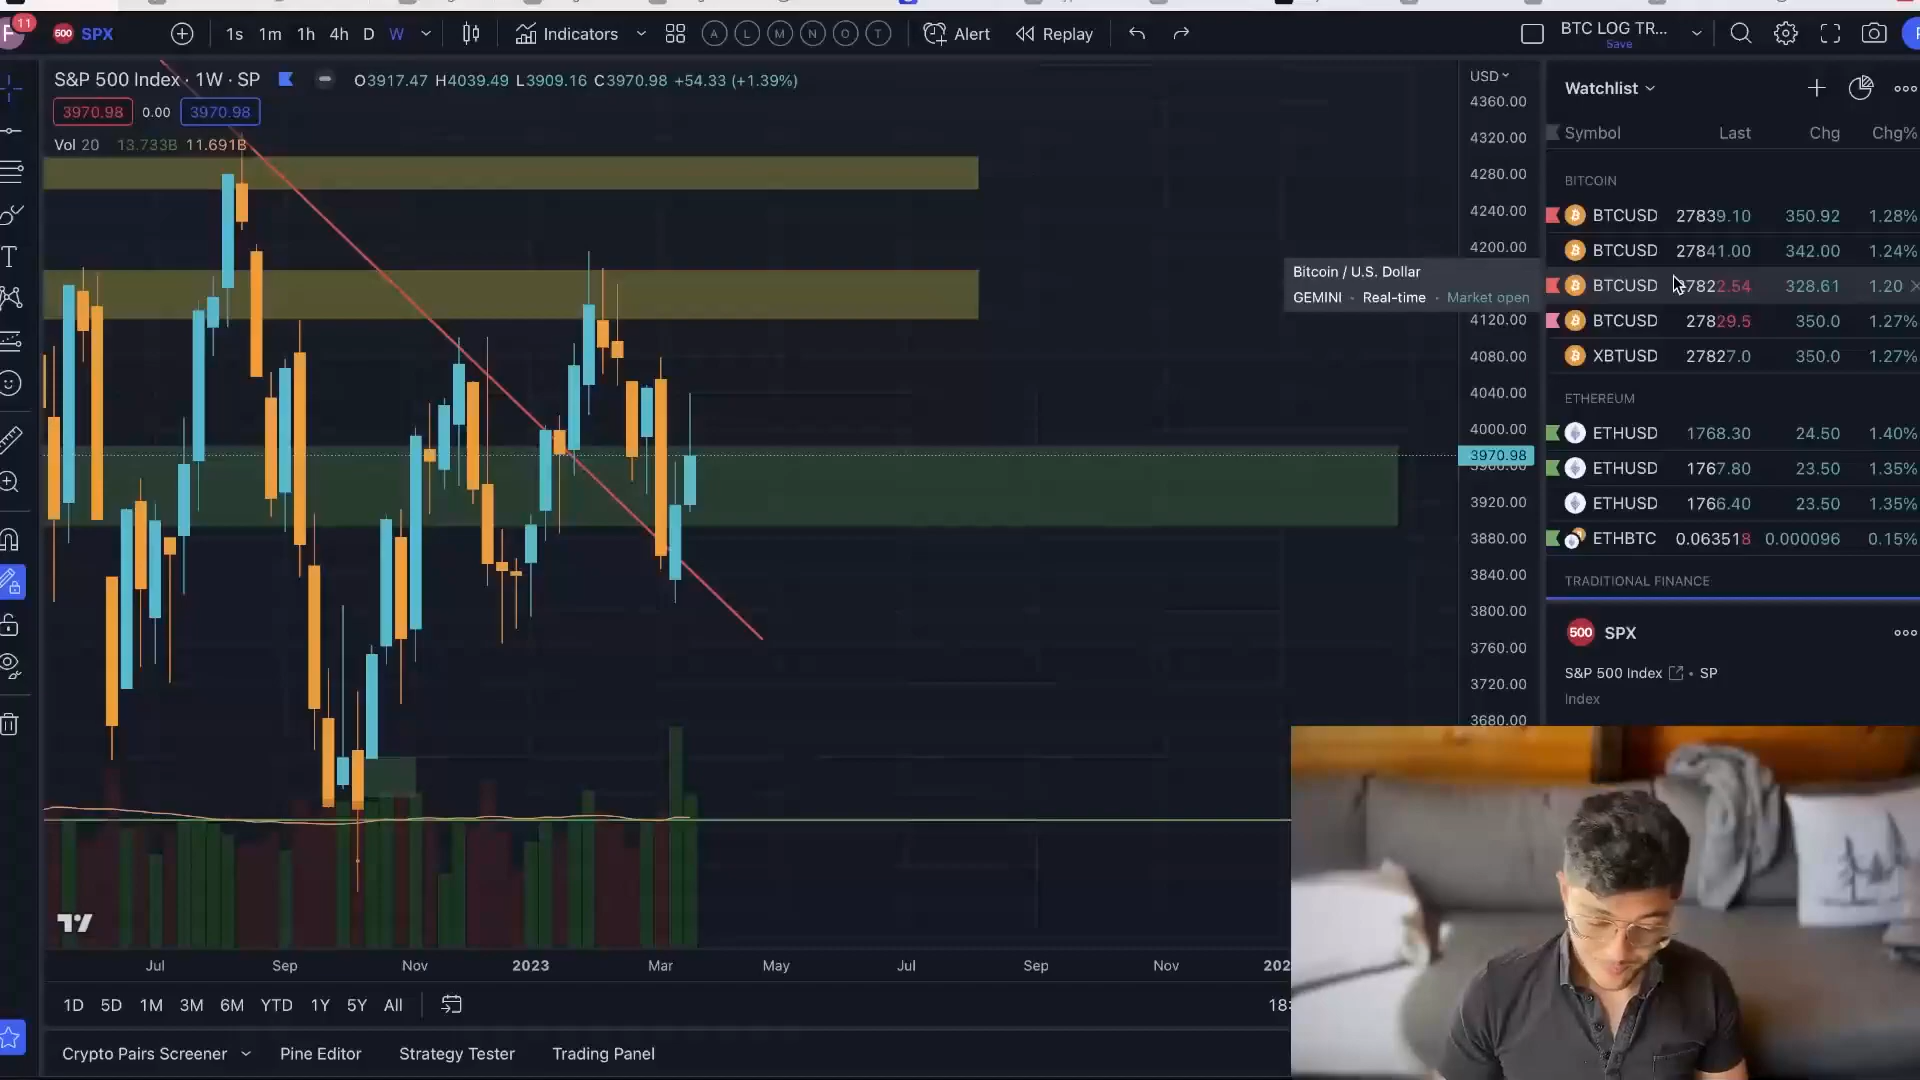 11
500 SPX
1s 1m 1h 4h D W
Indicators
A L M N O T
Alert
Replay
BTC LOG TR...
Save
S&P 500 Index · 1W · SP
O3917.47 H4039.49 L3909.16 C3970.98 +54.33 (+1.39%)
3970.98 0.00 3970.98
Vol 20 13.733B 11.691B
USD
4360.00
4320.00
4280.00
4240.00
4200.00
4120.00
4080.00
4040.00
4000.00
3970.98
3920.00
3880.00
3840.00
3800.00
3760.00
3720.00
3680.00
Bitcoin / U.S. Dollar
GEMINI · Real-time · Market open
Watchlist
Symbol Last Chg Chg%
BITCOIN
BTCUSD 27839.10 350.92 1.28%
BTCUSD 27841.00 342.00 1.24%
BTCUSD 7822.54 328.61 1.20
BTCUSD 27829.5 350.0 1.27%
XBTUSD 27827.0 350.0 1.27%
ETHEREUM
ETHUSD 1768.30 24.50 1.40%
ETHUSD 1767.80 23.50 1.35%
ETHUSD 1766.40 23.50 1.35%
ETHBTC 0.063518 0.000096 0.15%
TRADITIONAL FINANCE
500 SPX
S&P 500 Index · SP
Index
Jul Sep Nov 2023 Mar May Jul Sep Nov 202
1D 5D 1M 3M 6M YTD 1Y 5Y All
18:
Crypto Pairs Screener Pine Editor Strategy Tester Trading Panel